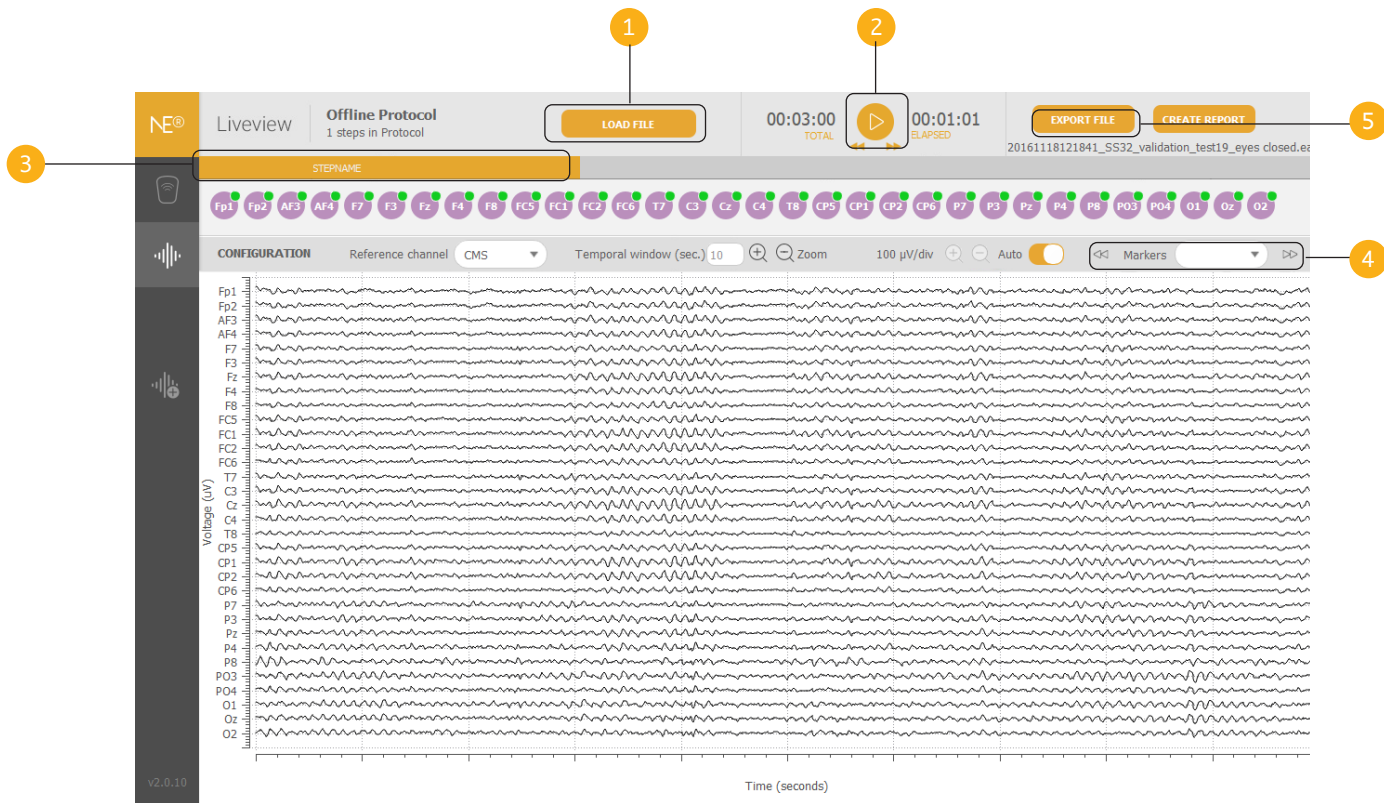 1
2
NE®
Liveview
Offline Protocol
1 steps in Protocol
LOAD FILE
00:03:00
TOTAL
00:01:01
ELAPSED
EXPORT FILE
CREATE REPORT
5
20161118121841_SS32_validation_test19_eyes closed.ea
3
STEPNAME
Fp1 Fp2 AF3 AF4 F7 F3 Fz F4 F8 FC5 FC1 FC2 FC6 T7 C3 Cz C4 T8 CP5 CP1 CP2 CP6 P7 P3 Pz P4 P8 PO3 PO4 O1 Oz O2
CONFIGURATION Reference channel CMS Temporal window (sec.) 10 Zoom 100 µV/div Auto Markers
4
Voltage (uV)
Fp1
Fp2
AF3
AF4
F7
F3
Fz
F4
F8
FC5
FC1
FC2
FC6
T7
C3
Cz
C4
T8
CP5
CP1
CP2
CP6
P7
P3
Pz
P4
P8
PO3
PO4
O1
Oz
O2
Time (seconds)
v2.0.10